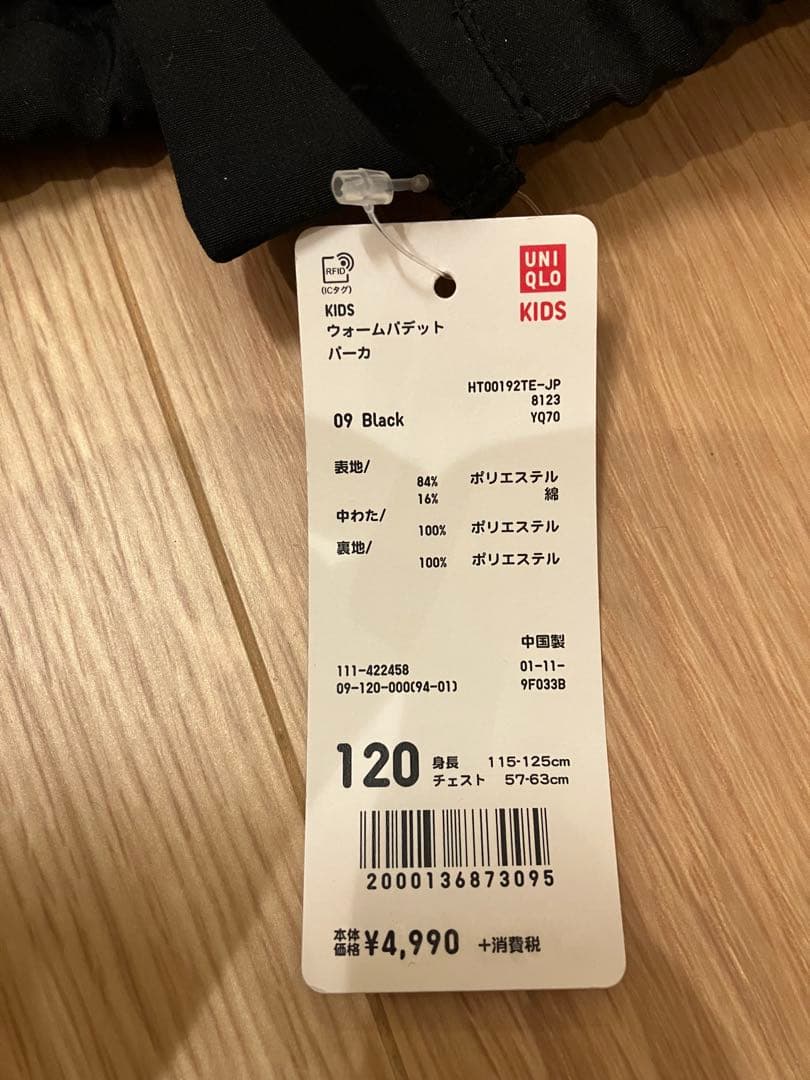 RFID
(ICタグ)
UNI
QLO
KIDS
KIDS
ウォームパデット
パーカ
HT00192TE-JP
8123
09 Black
YQ70
表地/
84% ポリエステル
16% 綿
中わた/
100% ポリエステル
裏地/
100% ポリエステル
中国製
111-422458
01-11-
09-120-000(94-01)
9F033B
120
身長 115-125cm
チェスト 57-63cm
2000136873095
本体
価格 ¥4,990 +消費税